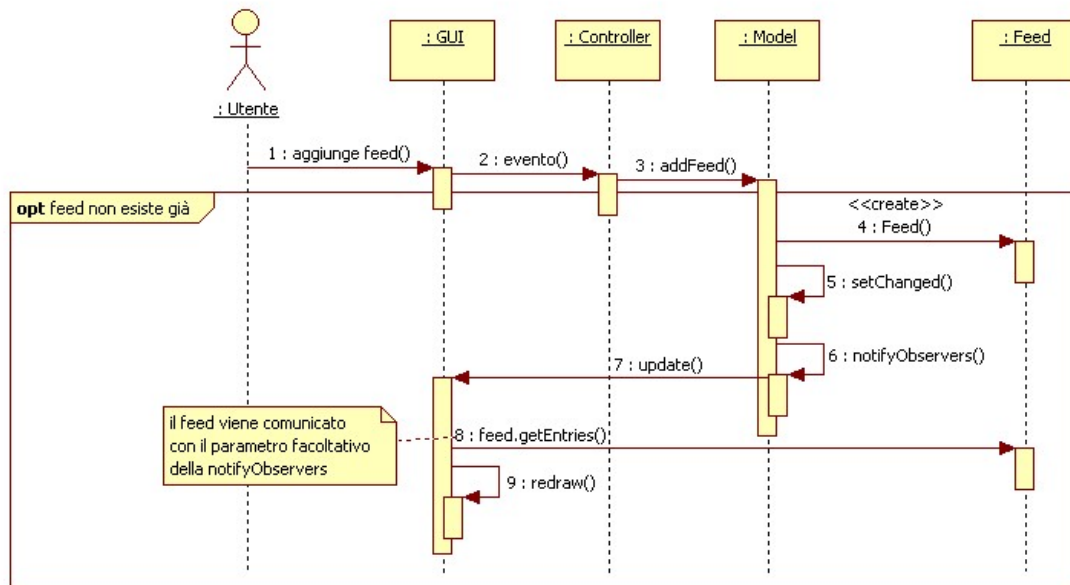 : GUI
: Controller
: Model
: Feed
: Utente
1 : aggiunge feed()
2 : evento()
3 : addFeed()
opt feed non esiste già
<<create>>
4 : Feed()
5 : setChanged()
6 : notifyObservers()
7 : update()
il feed viene comunicato
con il parametro facoltativo
della notifyObservers
8 : feed.getEntries()
9 : redraw()